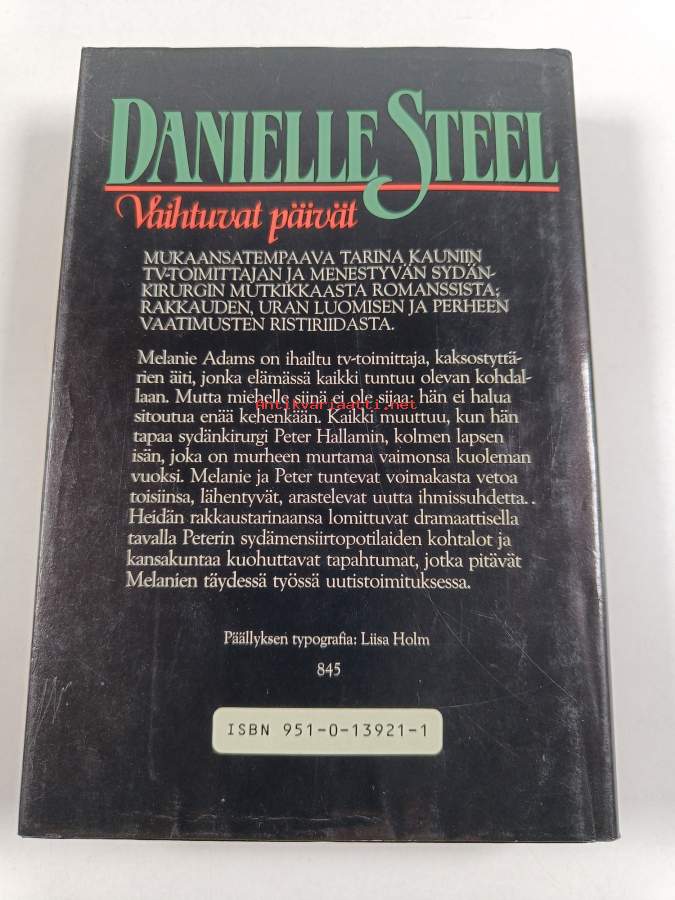 DANIELLE STEEL
Vaihtuvat päivät
MUKAANSATEMPAAVA TARINA KAUNIIN
TV-TOIMITTAJAN JA MENESTYVÄN SYDÄN-
KIRURGIN MUTKIKKAASTA ROMANSSISTA;
RAKKAUDEN, URAN LUOMISEN JA PERHEEN
VAATIMUSTEN RISTIRIIDASTA.
Melanie Adams on ihailtu tv-toimittaja, kaksostyttä-
rien äiti, jonka elämässä kaikki tuntuu olevan kohdal-
laan. Mutta miehelle siinä ei ole sijaa: hän ei halua
Antikvariaatti.net
sitoutua enää kehenkään. Kaikki muuttuu, kun hän
tapaa sydänkirurgi Peter Hallamin, kolmen lapsen
isän, joka on murheen murtama vaimonsa kuoleman
vuoksi. Melanie ja Peter tuntevat voimakasta vetoa
toisiinsa, lähentyvät, arastelevat uutta ihmissuhdetta..
Heidän rakkaustarinaansa lomittuvat dramaattisella
tavalla Peterin sydämensiirtopotilaiden kohtalot ja
kansakuntaa kuohuttavat tapahtumat, jotka pitävät
Melanien täydessä työssä uutistoimituksessa.
Päällyksen typografia: Liisa Holm
845
ISBN 951-0-13921-1